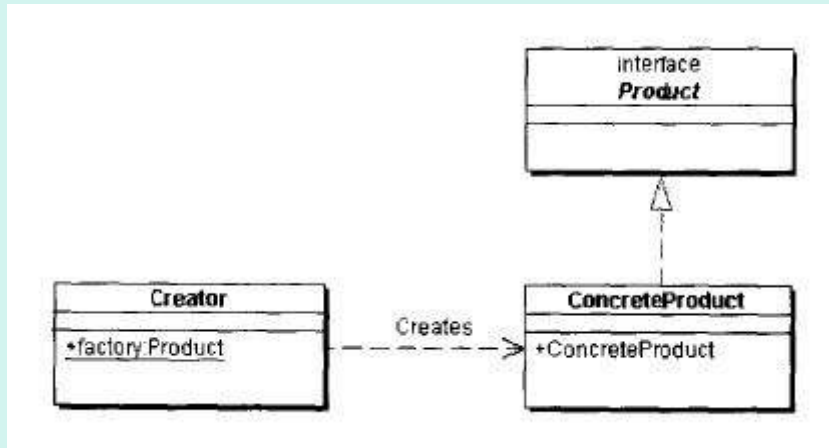 interface
Product
Creator
+factory:Product
Creates
ConcreteProduct
+ConcreteProduct